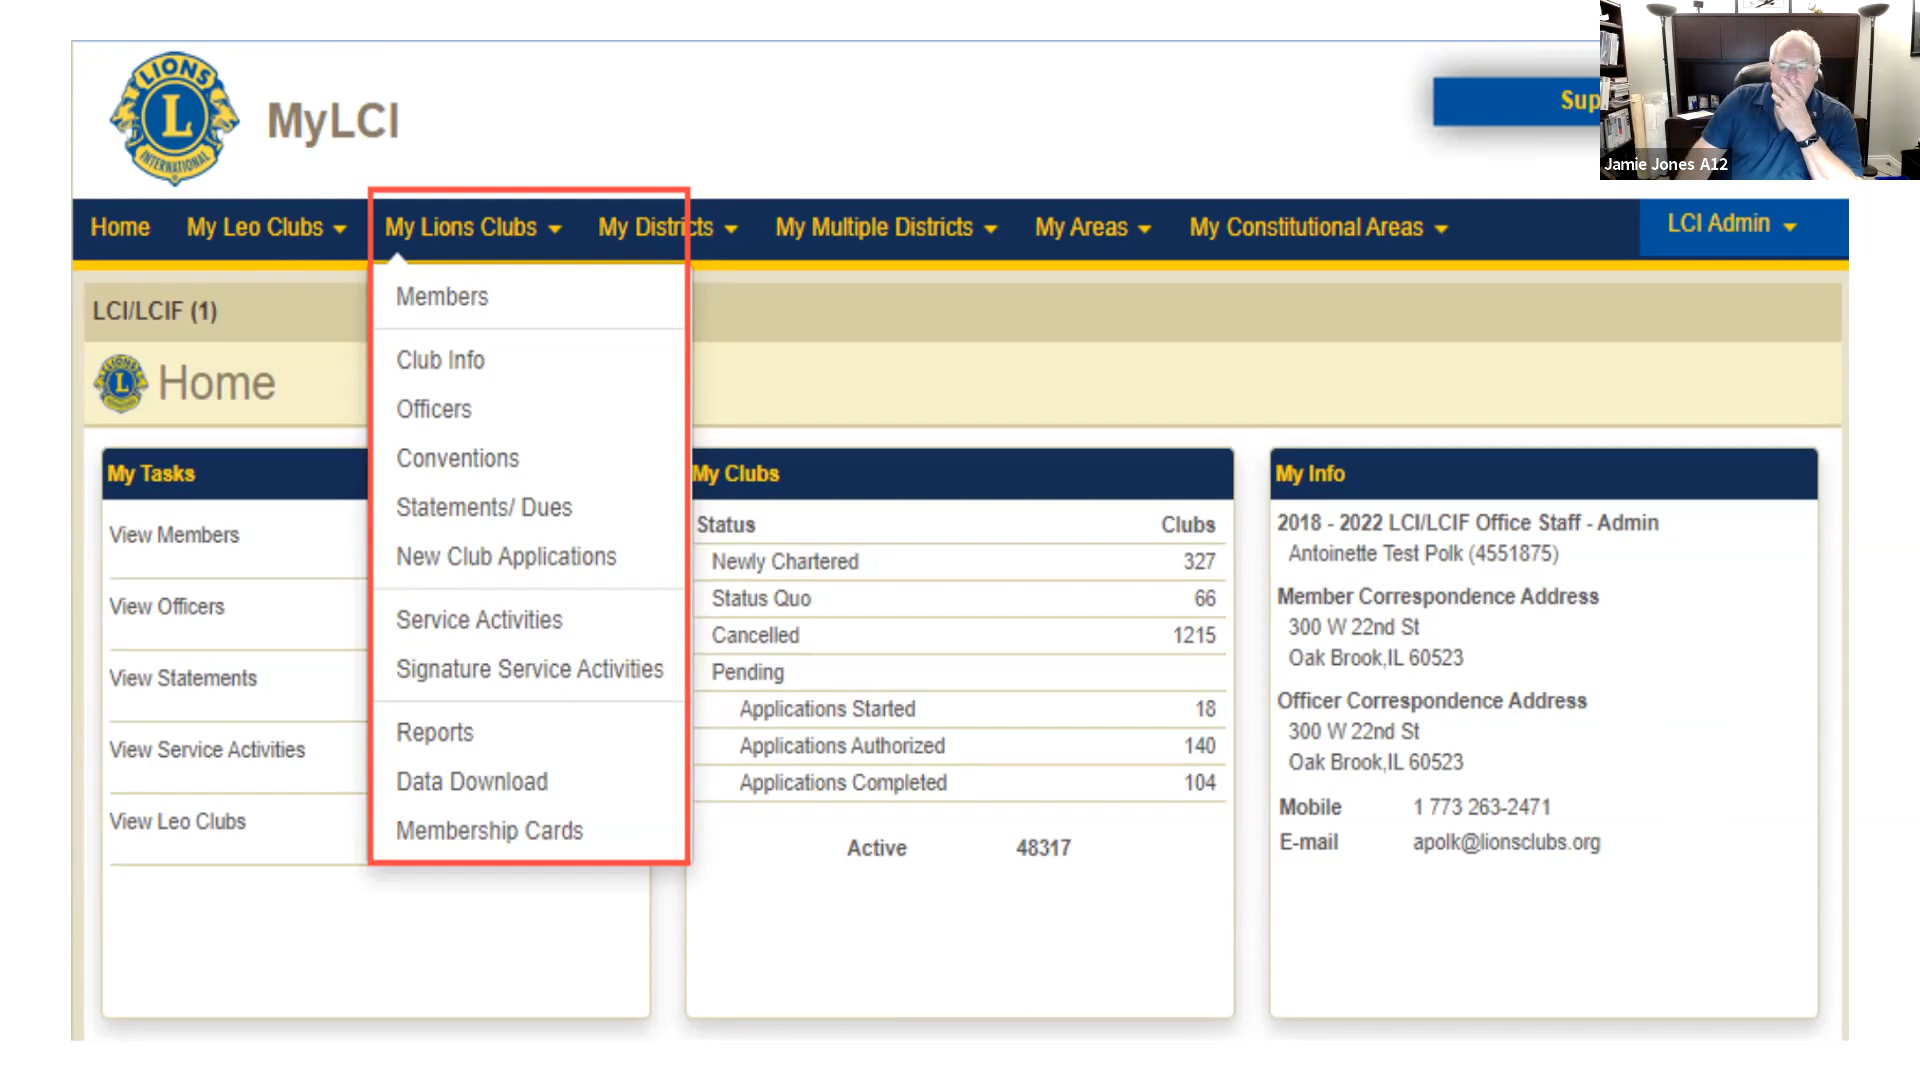 LIONS
L
INTERNATIONAL
MyLCI
Sup
Jamie Jones A12
Home My Leo Clubs My Lions Clubs My Districts My Multiple Districts My Areas My Constitutional Areas LCI Admin
Members
Club Info
Officers
Conventions
Statements/ Dues
New Club Applications
Service Activities
Signature Service Activities
Reports
Data Download
Membership Cards
LCI/LCIF (1)
L
Home
My Tasks
View Members
View Officers
View Statements
View Service Activities
View Leo Clubs
My Clubs
Status Clubs
Newly Chartered 327
Status Quo 66
Cancelled 1215
Pending
Applications Started 18
Applications Authorized 140
Applications Completed 104
Active 48317
My Info
2018 - 2022 LCI/LCIF Office Staff - Admin
Antoinette Test Polk (4551875)
Member Correspondence Address
300 W 22nd St
Oak Brook,IL 60523
Officer Correspondence Address
300 W 22nd St
Oak Brook,IL 60523
Mobile 1 773 263-2471
E-mail apolk@lionsclubs.org